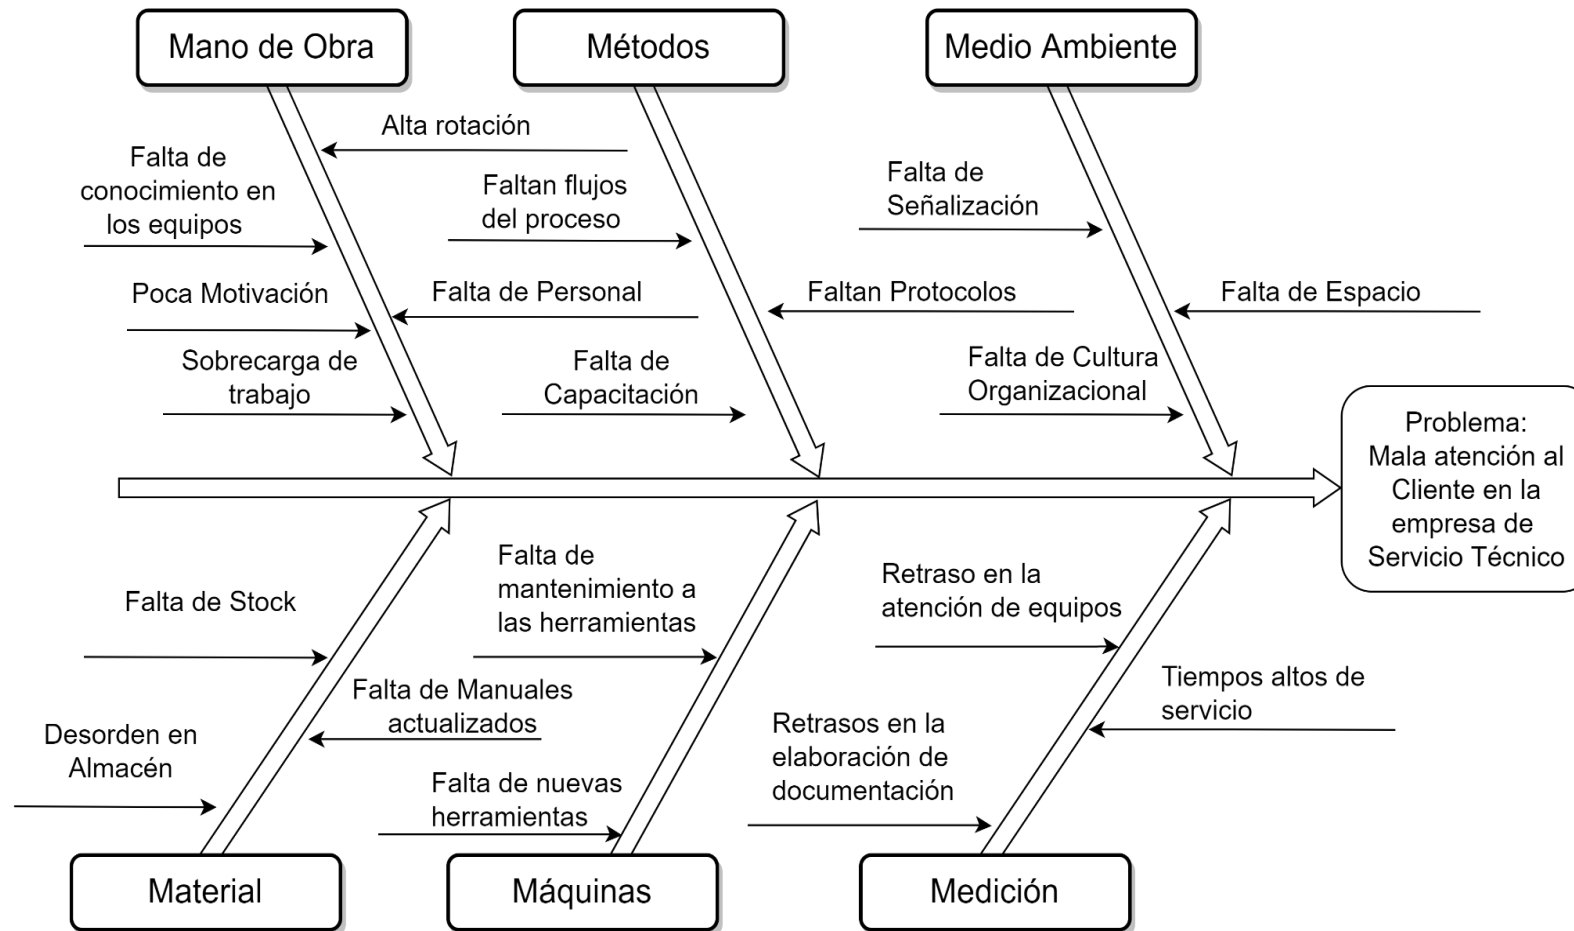 Mano de Obra
Métodos
Medio Ambiente
Alta rotación
Falta de
conocimiento en
los equipos
Faltan flujos
del proceso
Falta de
Señalización
Poca Motivación
Falta de Personal
Faltan Protocolos
Falta de Espacio
Sobrecarga de
trabajo
Falta de
Capacitación
Falta de Cultura
Organizacional
Problema:
Mala atención al
Cliente en la
empresa de
Servicio Técnico
Falta de Stock
Falta de
mantenimiento a
las herramientas
Retraso en la
atención de equipos
Falta de Manuales
actualizados
Tiempos altos de
servicio
Desorden en
Almacén
Falta de nuevas
herramientas
Retrasos en la
elaboración de
documentación
Material
Máquinas
Medición